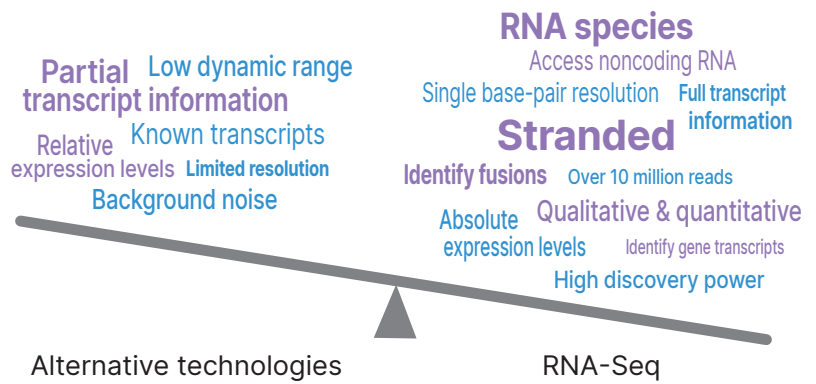 RNA species
Access noncoding RNA
Partial
Low dynamic range
transcript information
Single base-pair resolution
Full transcript
information
Known transcripts
Stranded
Relative
expression levels
Limited resolution
Identify fusions
Over 10 million reads
Background noise
Absolute
expression levels
Qualitative & quantitative
Identify gene transcripts
High discovery power
Alternative technologies
RNA-Seq